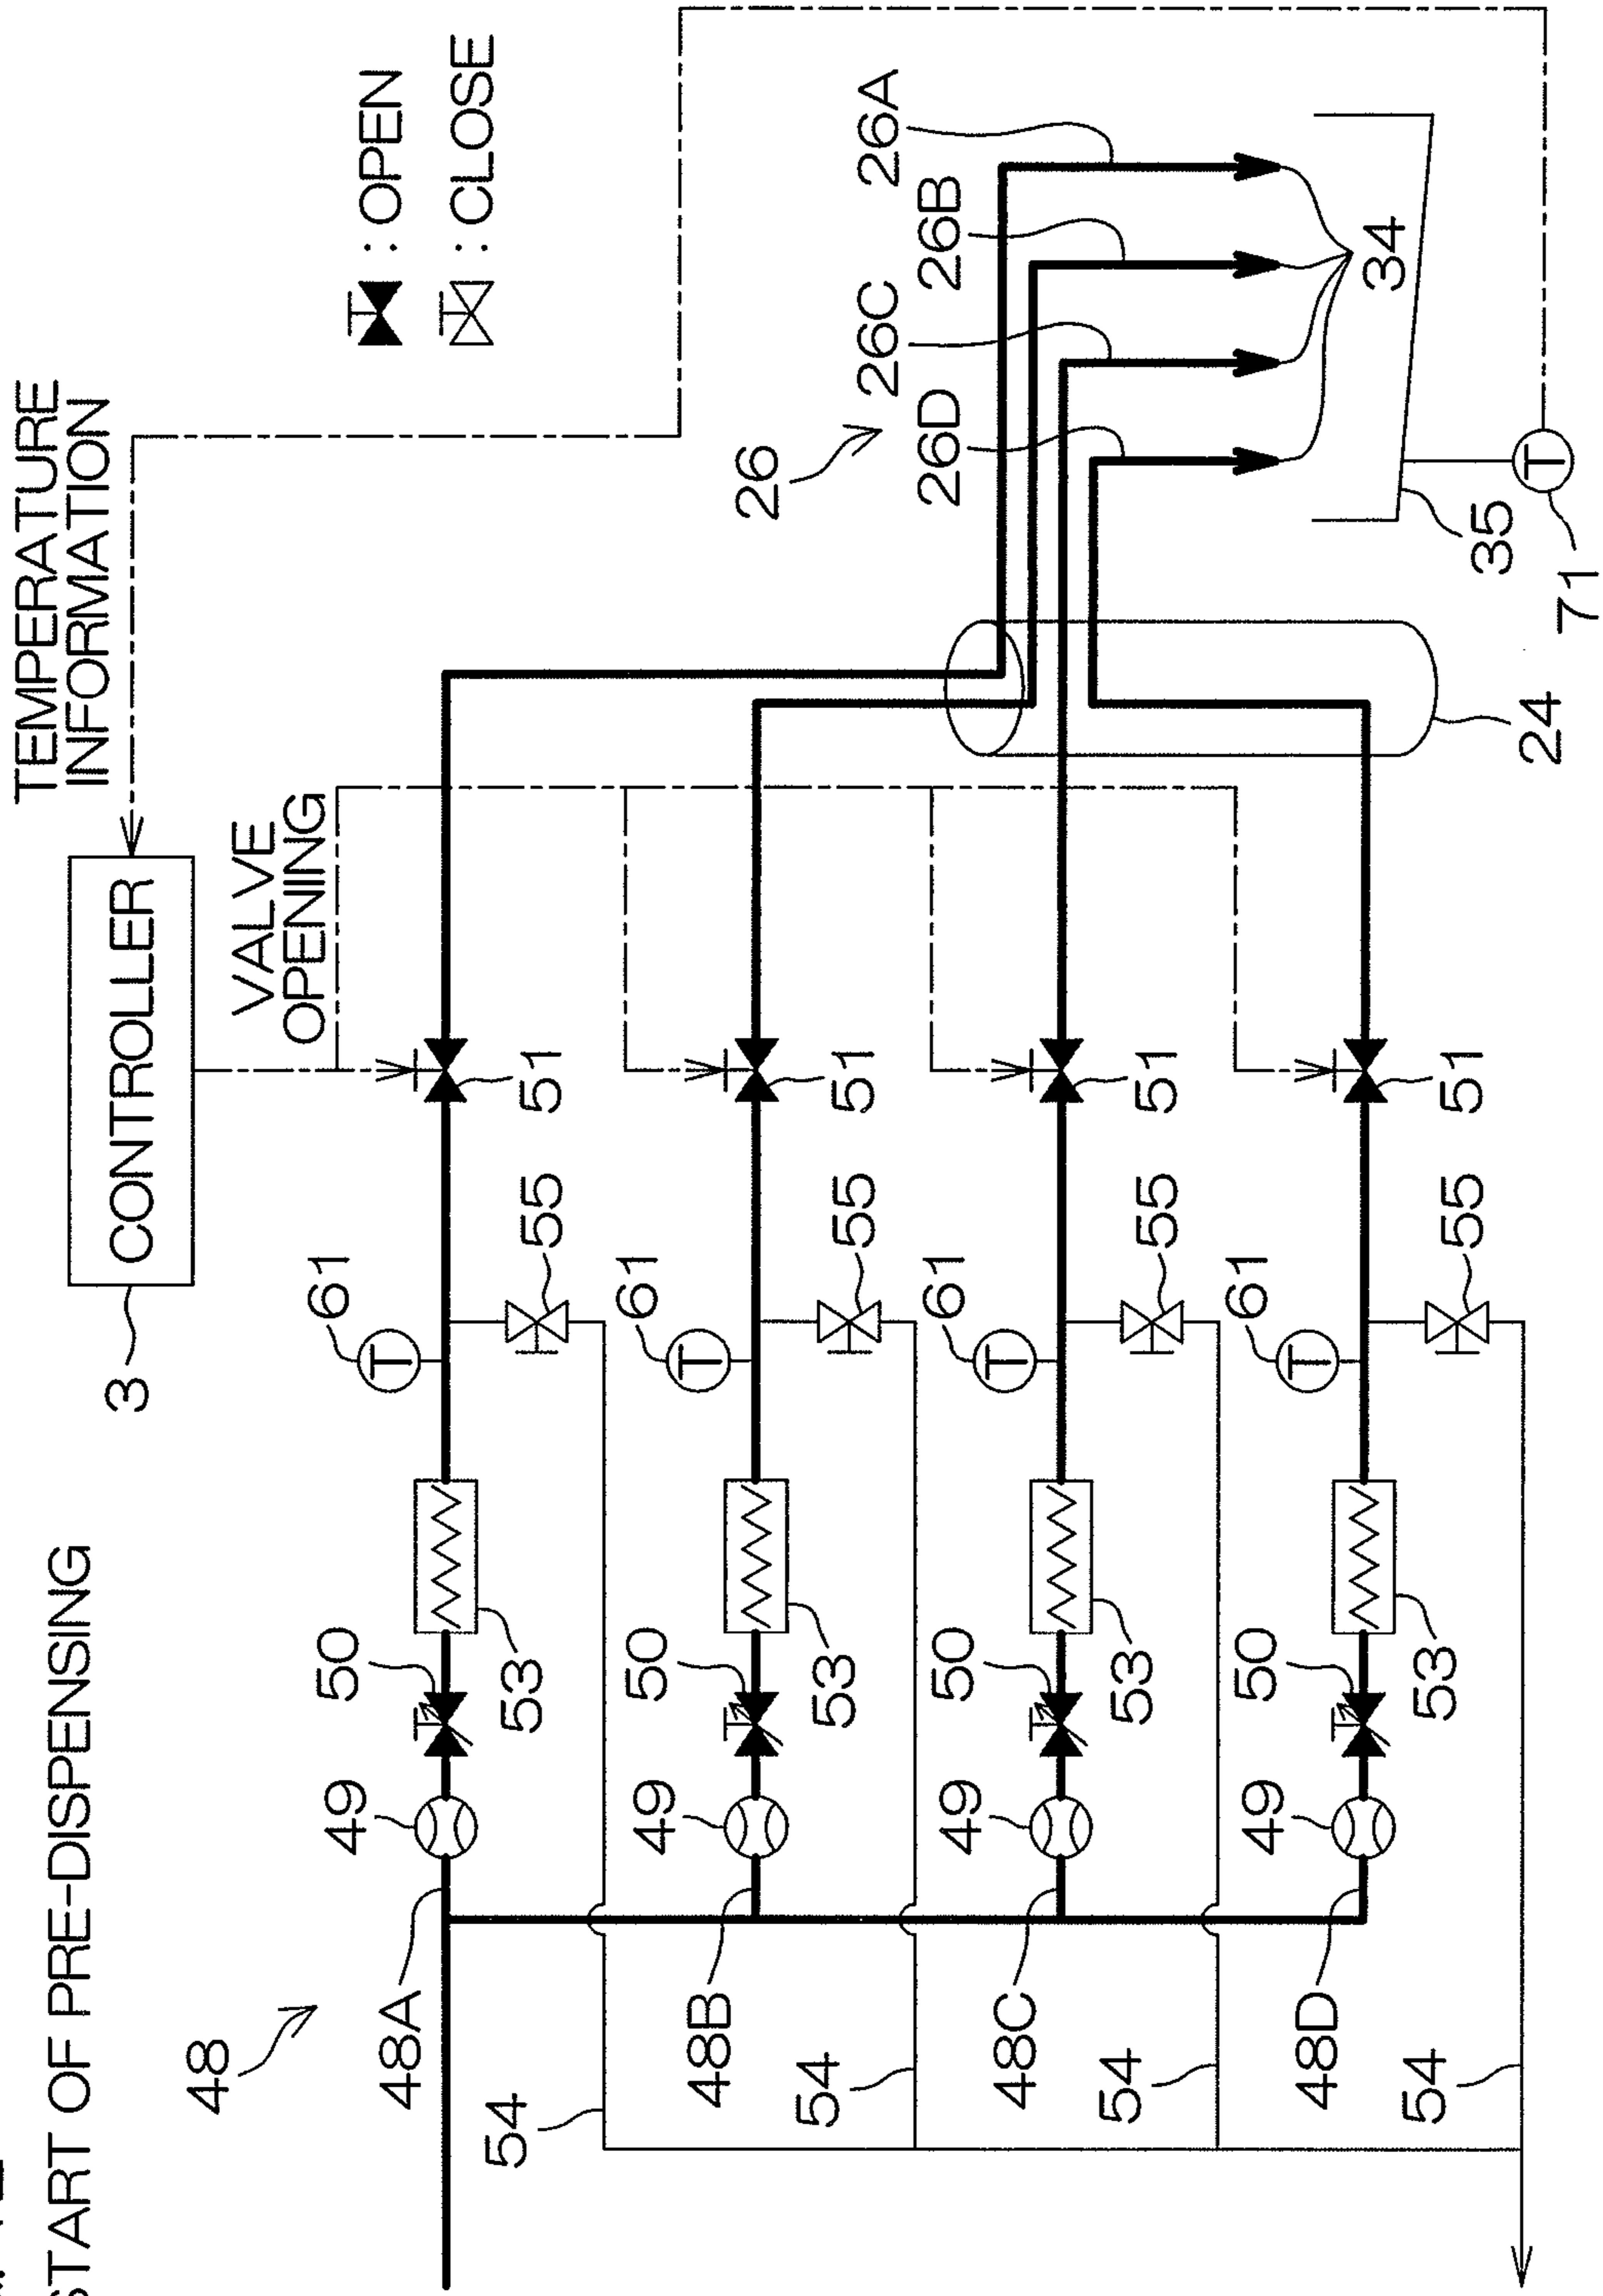 START OF PRE-DISPENSING
TEMPERATURE
INFORMATION
3
CONTROLLER
VALVE
OPENING
: OPEN
: CLOSE
48
48A
49
50
53
61
55
51
54
48B
49
50
53
61
55
51
54
48C
49
50
53
61
55
51
54
48D
49
50
53
61
55
51
54
26
26A
26B
26C
26D
34
35
24
T
71
T
T
T
T